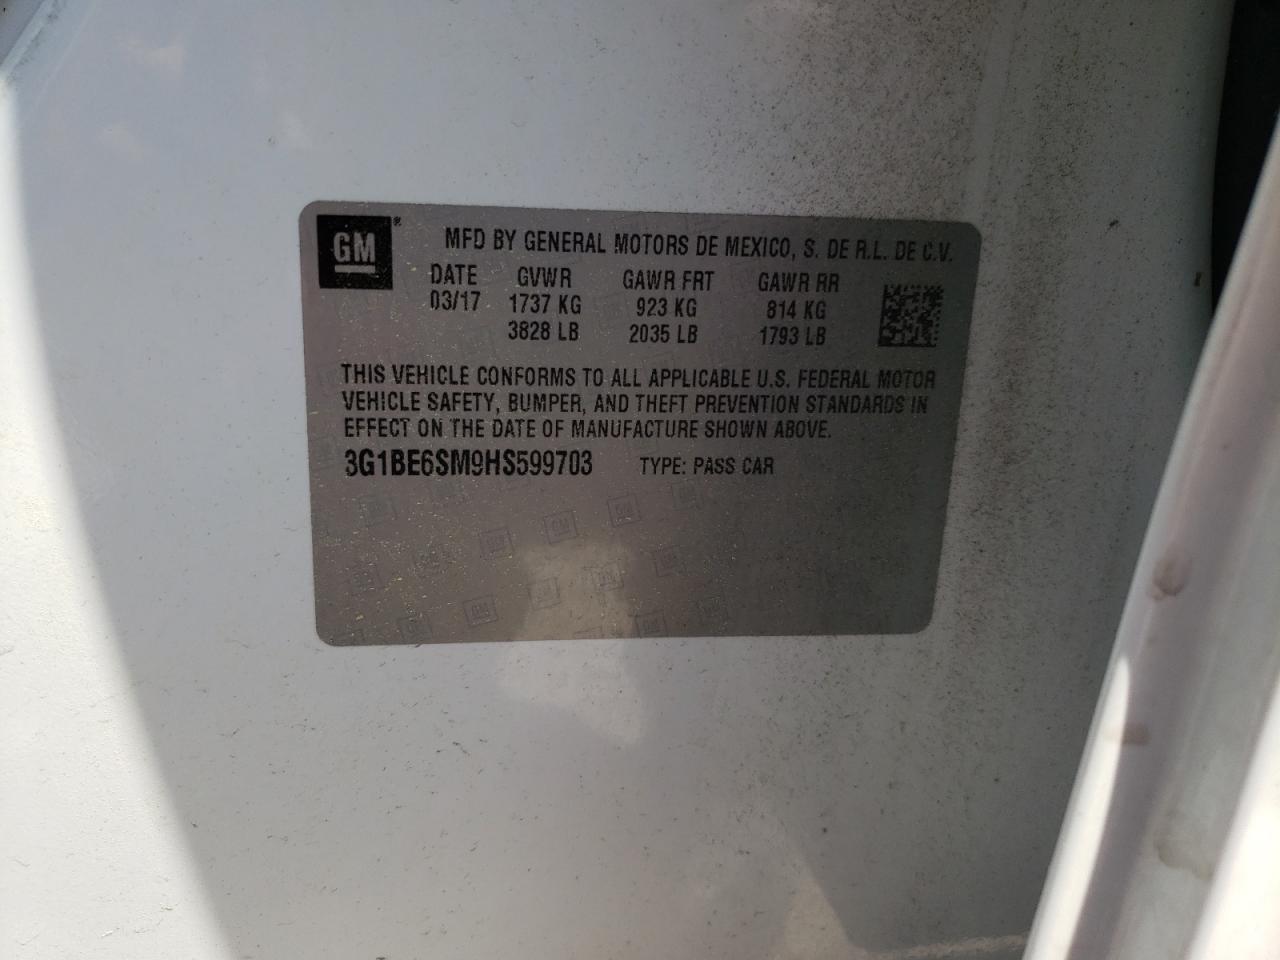 GM®
MFD BY GENERAL MOTORS DE MEXICO, S. DE R.L. DE C.V.
DATE GVWR GAWR FRT GAWR RR
03/17 1737 KG 923 KG 814 KG
3828 LB 2035 LB 1793 LB
THIS VEHICLE CONFORMS TO ALL APPLICABLE U.S. FEDERAL MOTOR
VEHICLE SAFETY, BUMPER, AND THEFT PREVENTION STANDARDS IN
EFFECT ON THE DATE OF MANUFACTURE SHOWN ABOVE.
3G1BE6SM9HS599703 TYPE: PASS CAR